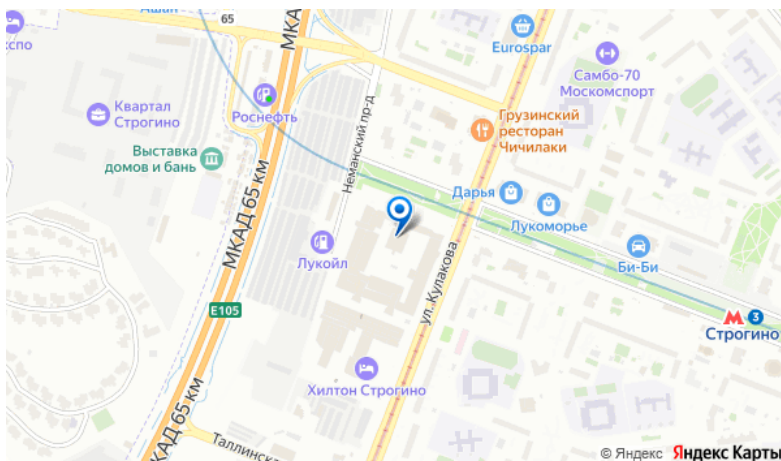 Ашан
65
МКАД
Eurospar
кспо
Самбо-70
Москомспорт
Роснефть
Квартал
Строгино
Грузинский
ресторан
Чичилаки
Неманский пр-д
Выставка
домов и бань
Дарья
Лукоморье
МКАД 65 км
Лукойл
ул. Кулакова
Би-Би
E105
3
Строгино
Хилтон Строгино
МКАД 65 км
Таллинска
© Яндекс Яндекс Карты